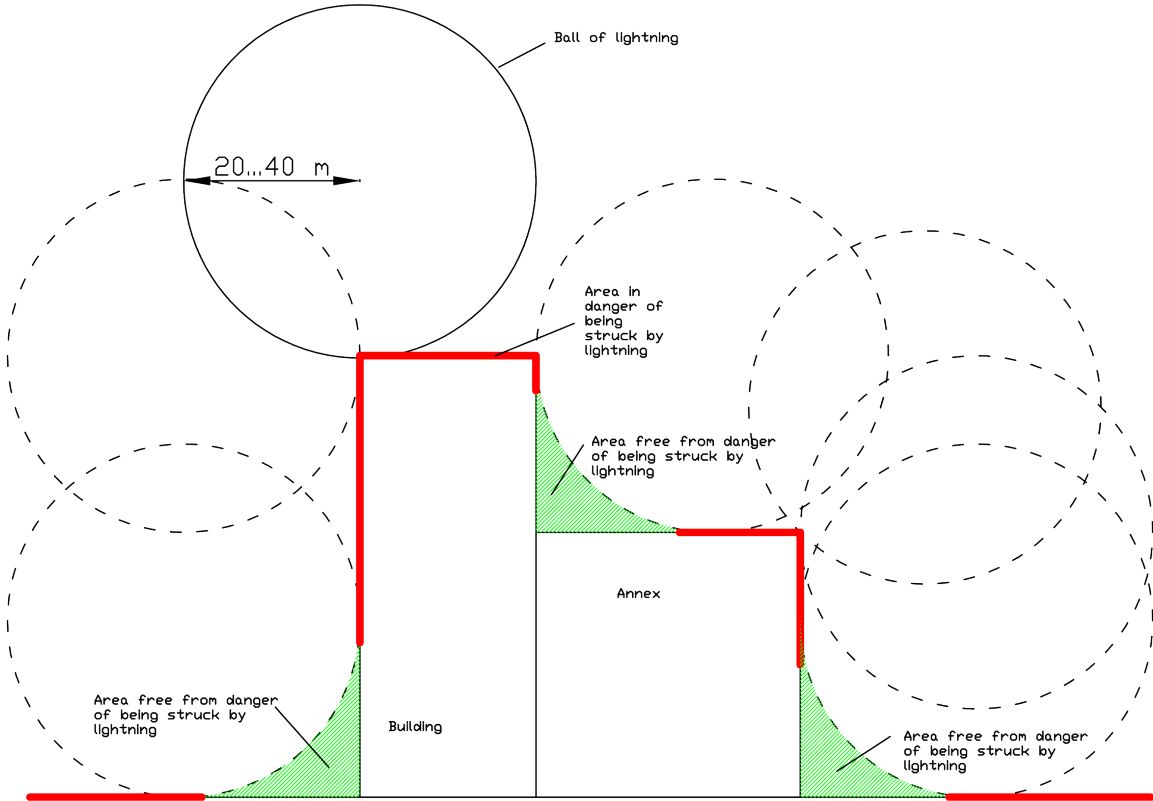 Ball of lightning
20...40 m
Area in
danger of
being
struck by
lightning
Area free from danger
of being struck by
lightning
Annex
Area free from danger
of being struck by
lightning
Building
Area free from danger
of being struck by
lightning